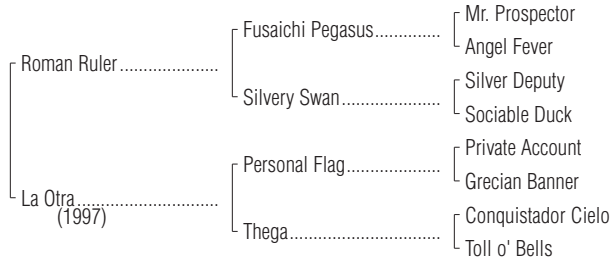 Mr. Prospector
Fusaichi Pegasus..............
Angel Fever
Roman Ruler.....................
Silver Deputy
Silvery Swan.....................
Sociable Duck
Private Account
Personal Flag....................
Grecian Banner
La Otra..............................
(1997)
Conquistador Cielo
Thega................................
Toll o' Bells